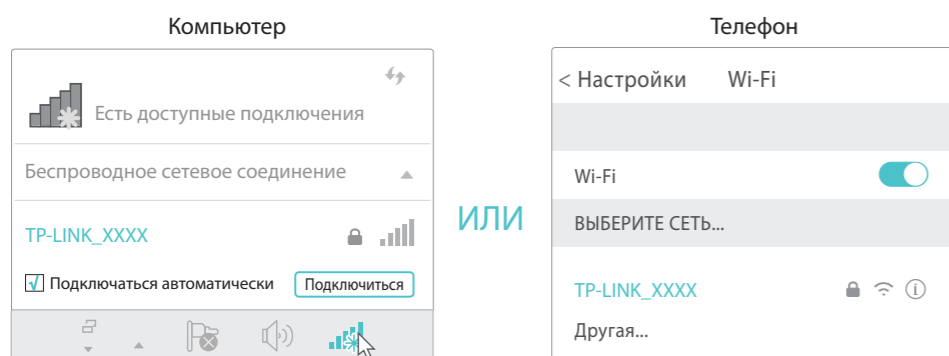 Компьютер
Есть доступные подключения
Беспроводное сетевое соединение
TP-LINK_XXXX
Подключаться автоматически
Подключиться
ИЛИ
Телефон
< Настройки Wi-Fi
Wi-Fi
ВЫБЕРИТЕ СЕТЬ...
TP-LINK_XXXX
Другая...